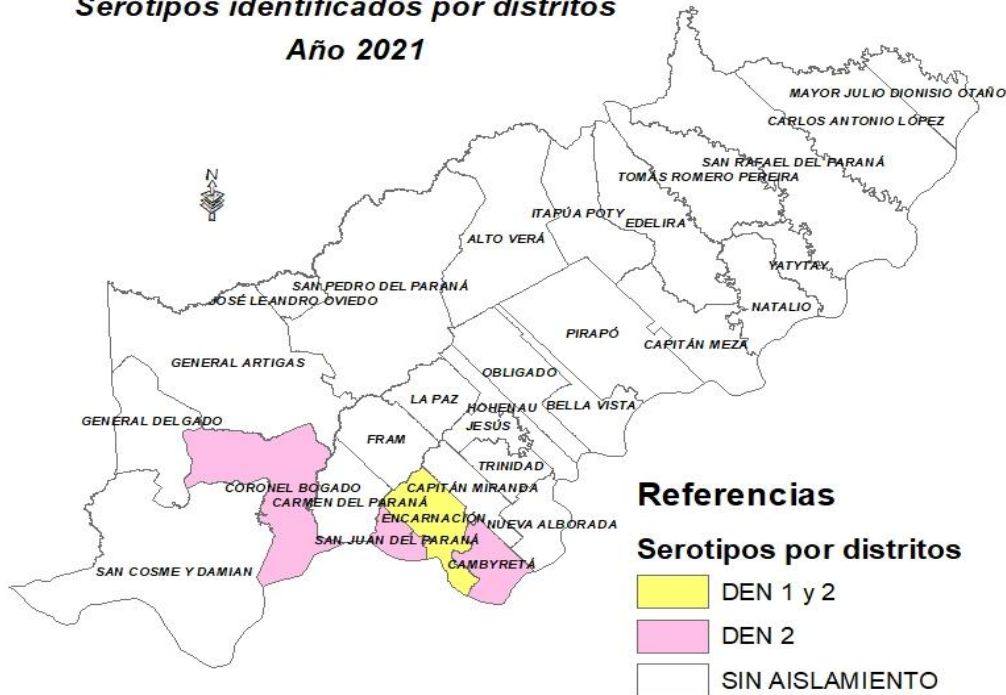 Serotipos identificados por distritos
Año 2021
N
MAYOR JULIO DIONISIO OTAÑO
CARLOS ANTONIO LÓPEZ
SAN RAFAEL DEL PARANÁ
TOMÁS ROMERO PEREIRA
ITAPÚA POTY
EDELIRA
ALTO VERÁ
YATYTAY
SAN PEDRO DEL PARANÁ
JOSÉ LEANDRO OVIEDO
NATALIO
PIRAPÓ
CAPITÁN MEZA
GENERAL ARTIGAS
OBLIGADO
LA PAZ
HOHENAU
BELLA VISTA
GENERAL DELGADO
JESÚS
FRAM
TRINIDAD
CORONEL BOGADO
CAPITÁN MIRANDA
CARMEN DEL PARANÁ
ENCARNACIÓN
NUEVA ALBORADA
SAN JUAN DEL PARANÁ
CAMBYRETÁ
SAN COSME Y DAMIAN
Referencias
Serotipos por distritos
DEN 1 y 2
DEN 2
SIN AISLAMIENTO